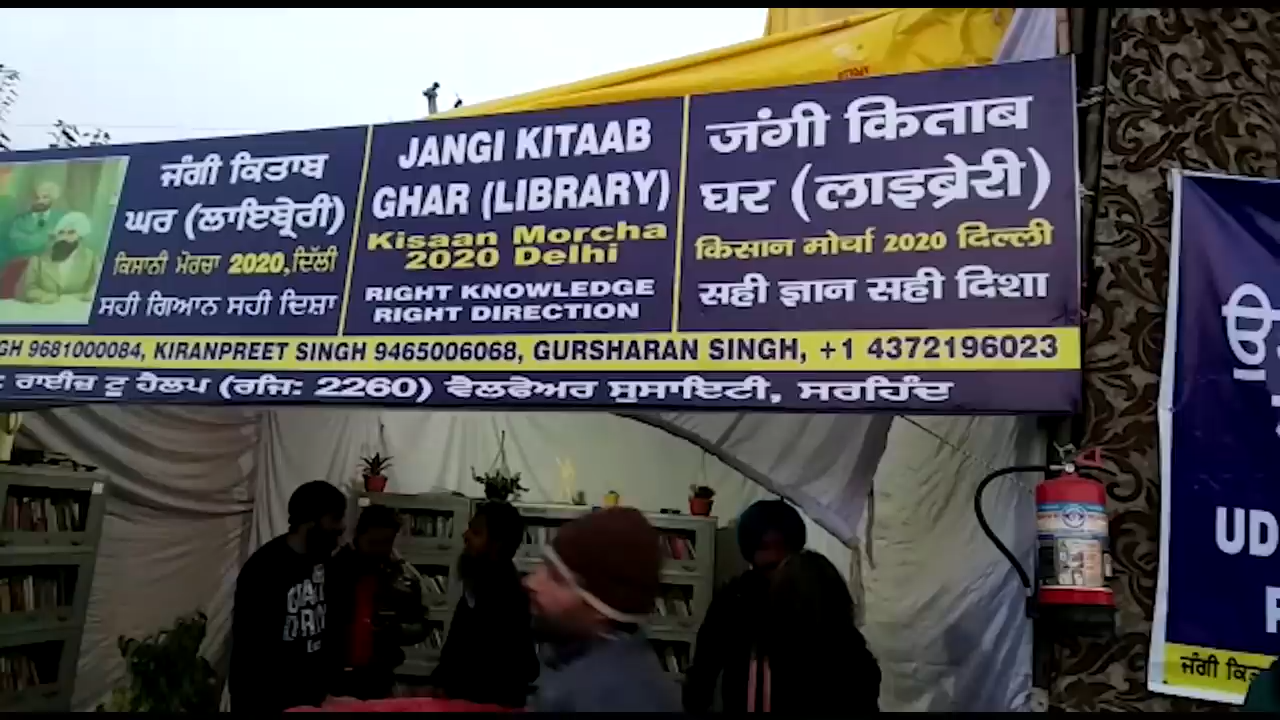 ਜੰਗੀ ਕਿਤਾਬ
ਘਰ (ਲਾਇਬ੍ਰੇਰੀ)
ਕਿਸਾਨੀ ਮੋਰਚਾ 2020,ਦਿੱਲੀ
ਸਹੀ ਗਿਆਨ ਸਹੀ ਦਿਸ਼ਾ
JANGI KITAAB
GHAR (LIBRARY)
Kisaan Morcha
2020 Delhi
RIGHT KNOWLEDGE
RIGHT DIRECTION
जंगी किताब
घर (लाइब्रेरी)
किसान मोर्चा 2020 दिल्ली
सही ज्ञान सही दिशा
GH 9681000084, KIRANPREET SINGH 9465006068, GURSHARAN SINGH, +1 4372196023
ਰਾਈਜ਼ ਟੂ ਹੈਲਪ (ਰਜਿ: 2260) ਵੈਲਫੇਅਰ ਸੁਸਾਇਟੀ, ਸਰਹਿੰਦ
ੴ
UD
ਜੰਗੀ ਕਿਤ